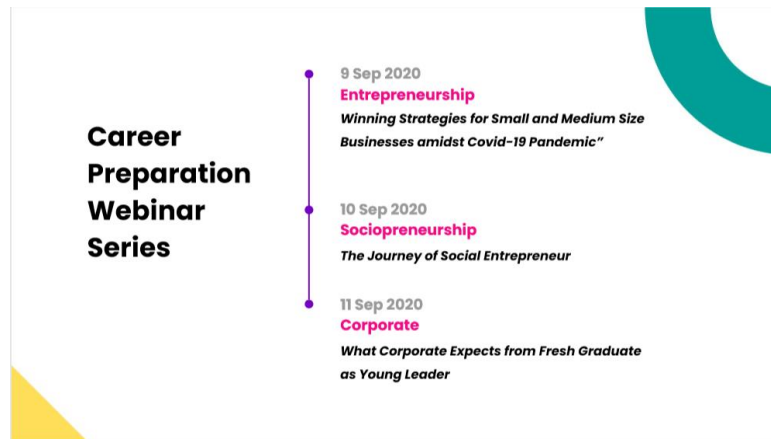 Career
Preparation
Webinar
Series
9 Sep 2020
Entrepreneurship
Winning Strategies for Small and Medium Size
Businesses amidst Covid-19 Pandemic”
10 Sep 2020
Sociopreneurship
The Journey of Social Entrepreneur
11 Sep 2020
Corporate
What Corporate Expects from Fresh Graduate
as Young Leader